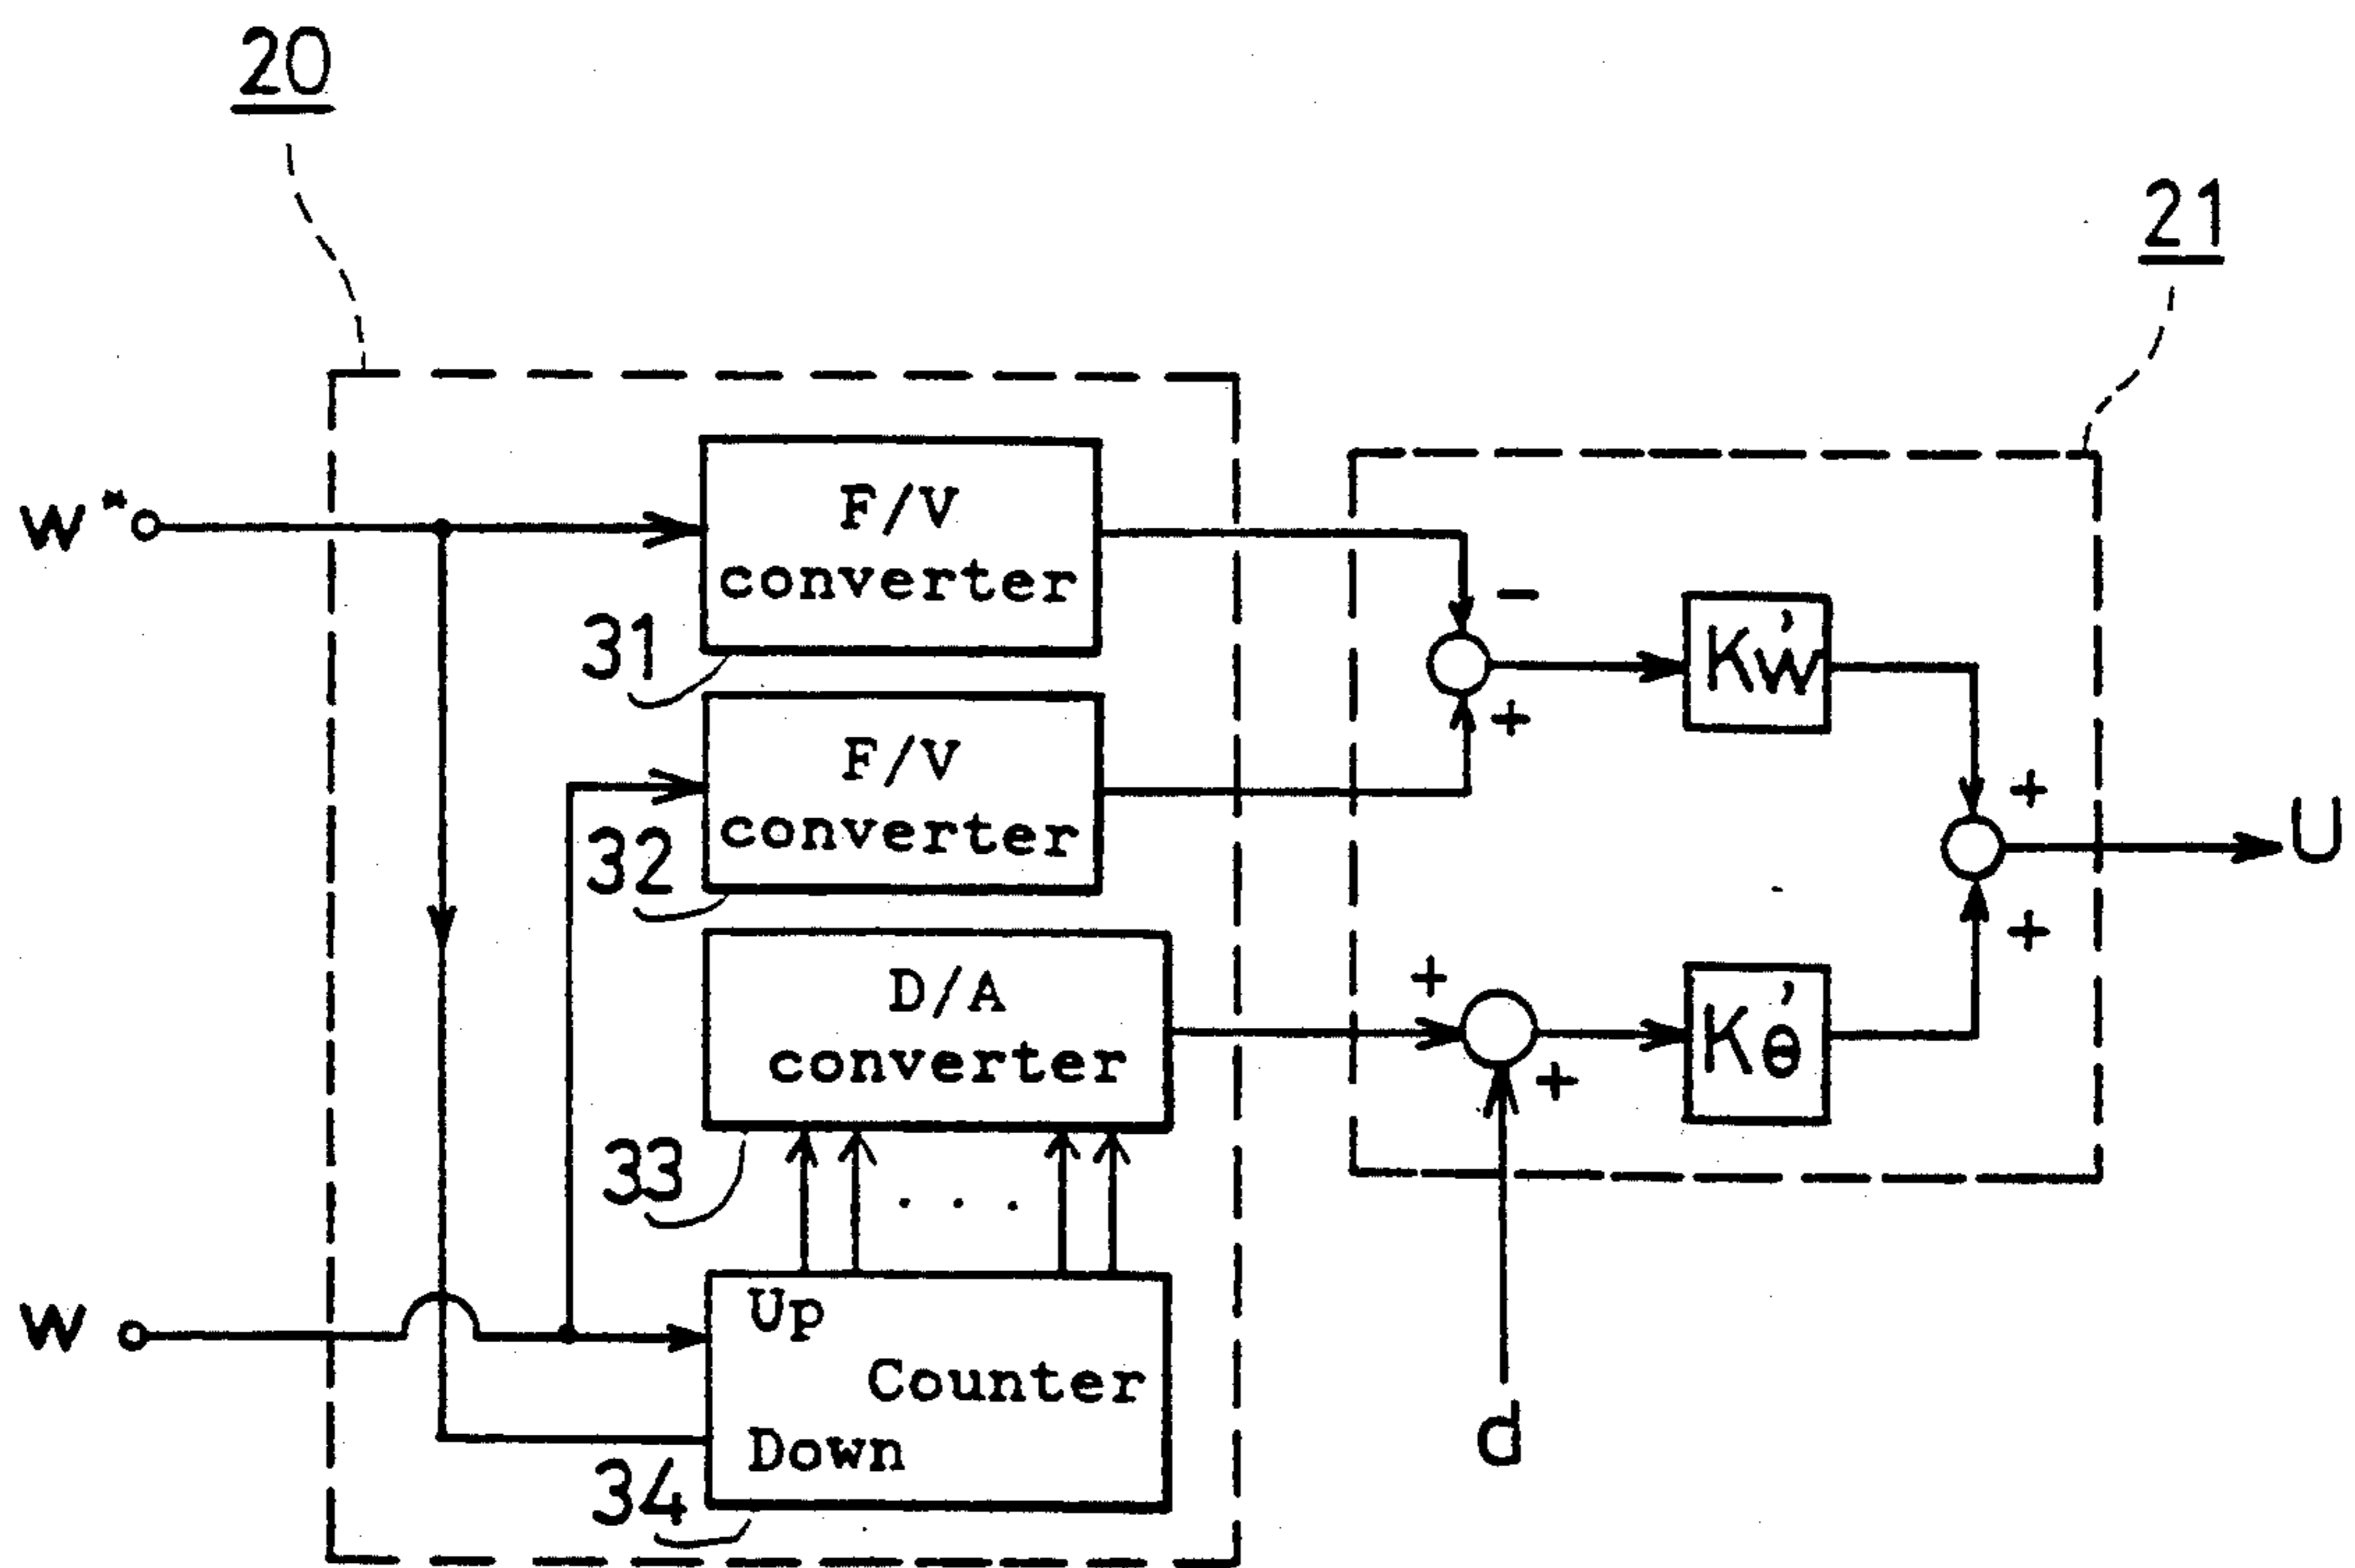 20
21
w*
F/V
converter
31
-
Kw'
+
F/V
converter
32
+
U
+
D/A
converter
33
+
Kθ'
+
w
Up
Counter
Down
34
d